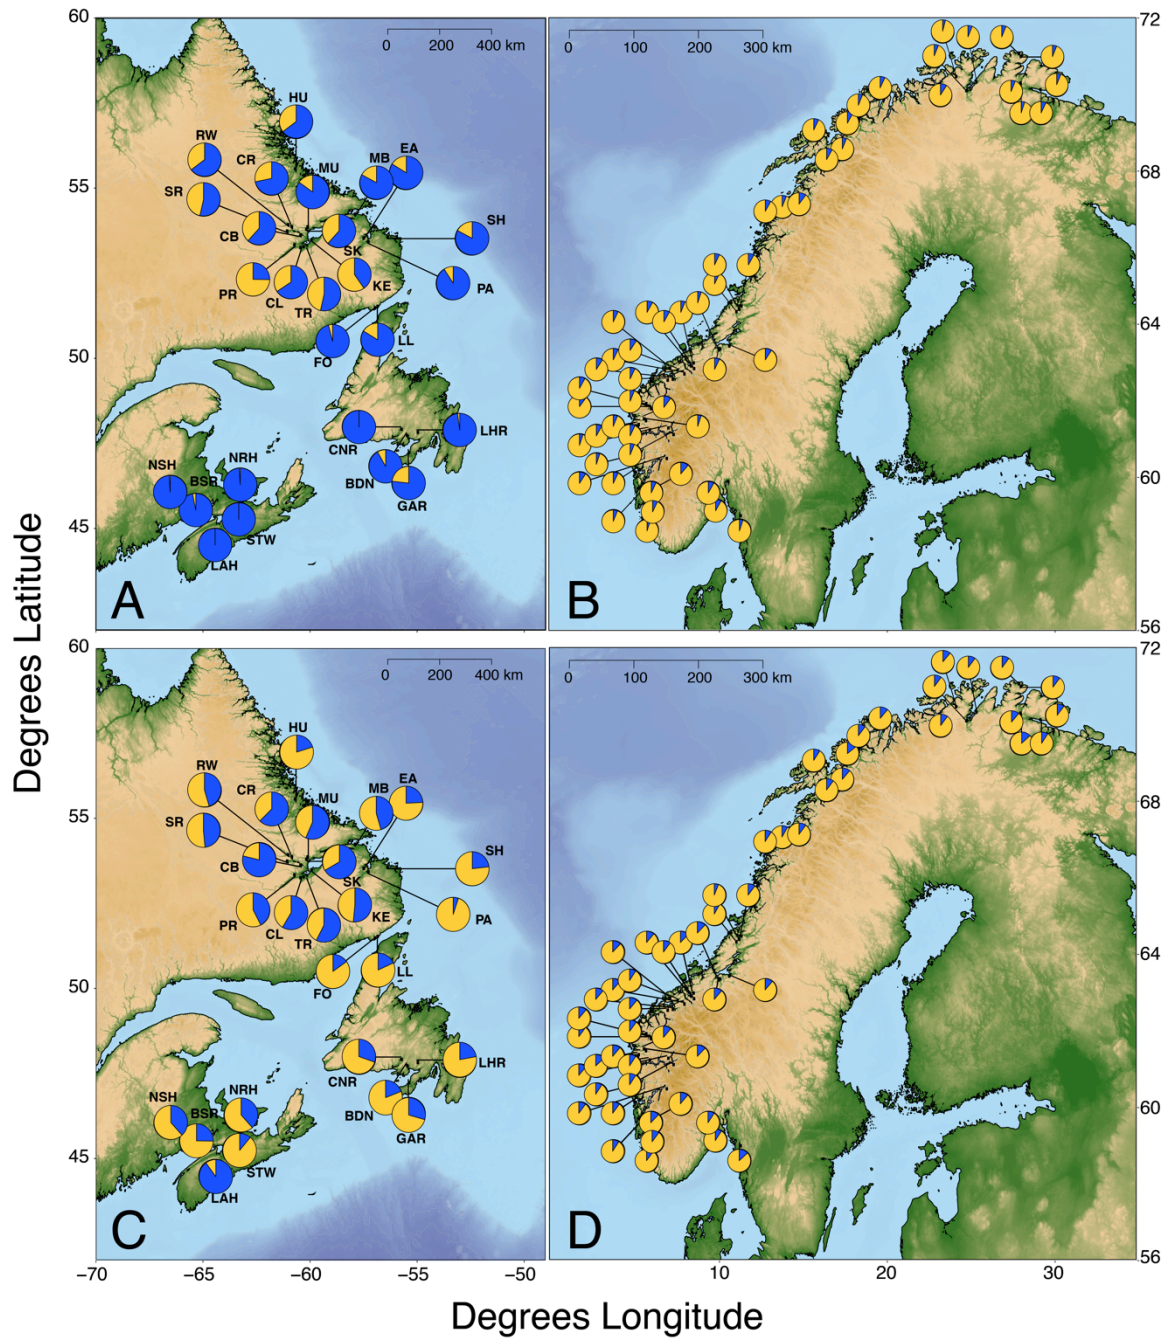 60
0 200 400 km
HU
RW
CR
MU
MB
EA
55
SR
SH
CB
SK
PR
CL
TR
KE
PA
FO
LL
50
CNR
LHR
NSH
BSR
NRH
BDN
GAR
STW
45
LAH
A
0 100 200 300 km
72
68
64
60
B
56
60
0 200 400 km
HU
RW
CR
MU
MB
EA
55
SR
SH
CB
SK
PR
CL
TR
KE
PA
FO
LL
50
CNR
LHR
NSH
BSR
NRH
BDN
GAR
STW
45
LAH
C
−70 −65 −60 −55 −50
0 100 200 300 km
72
68
64
60
D
56
10 20 30
Degrees Latitude
Degrees Longitude